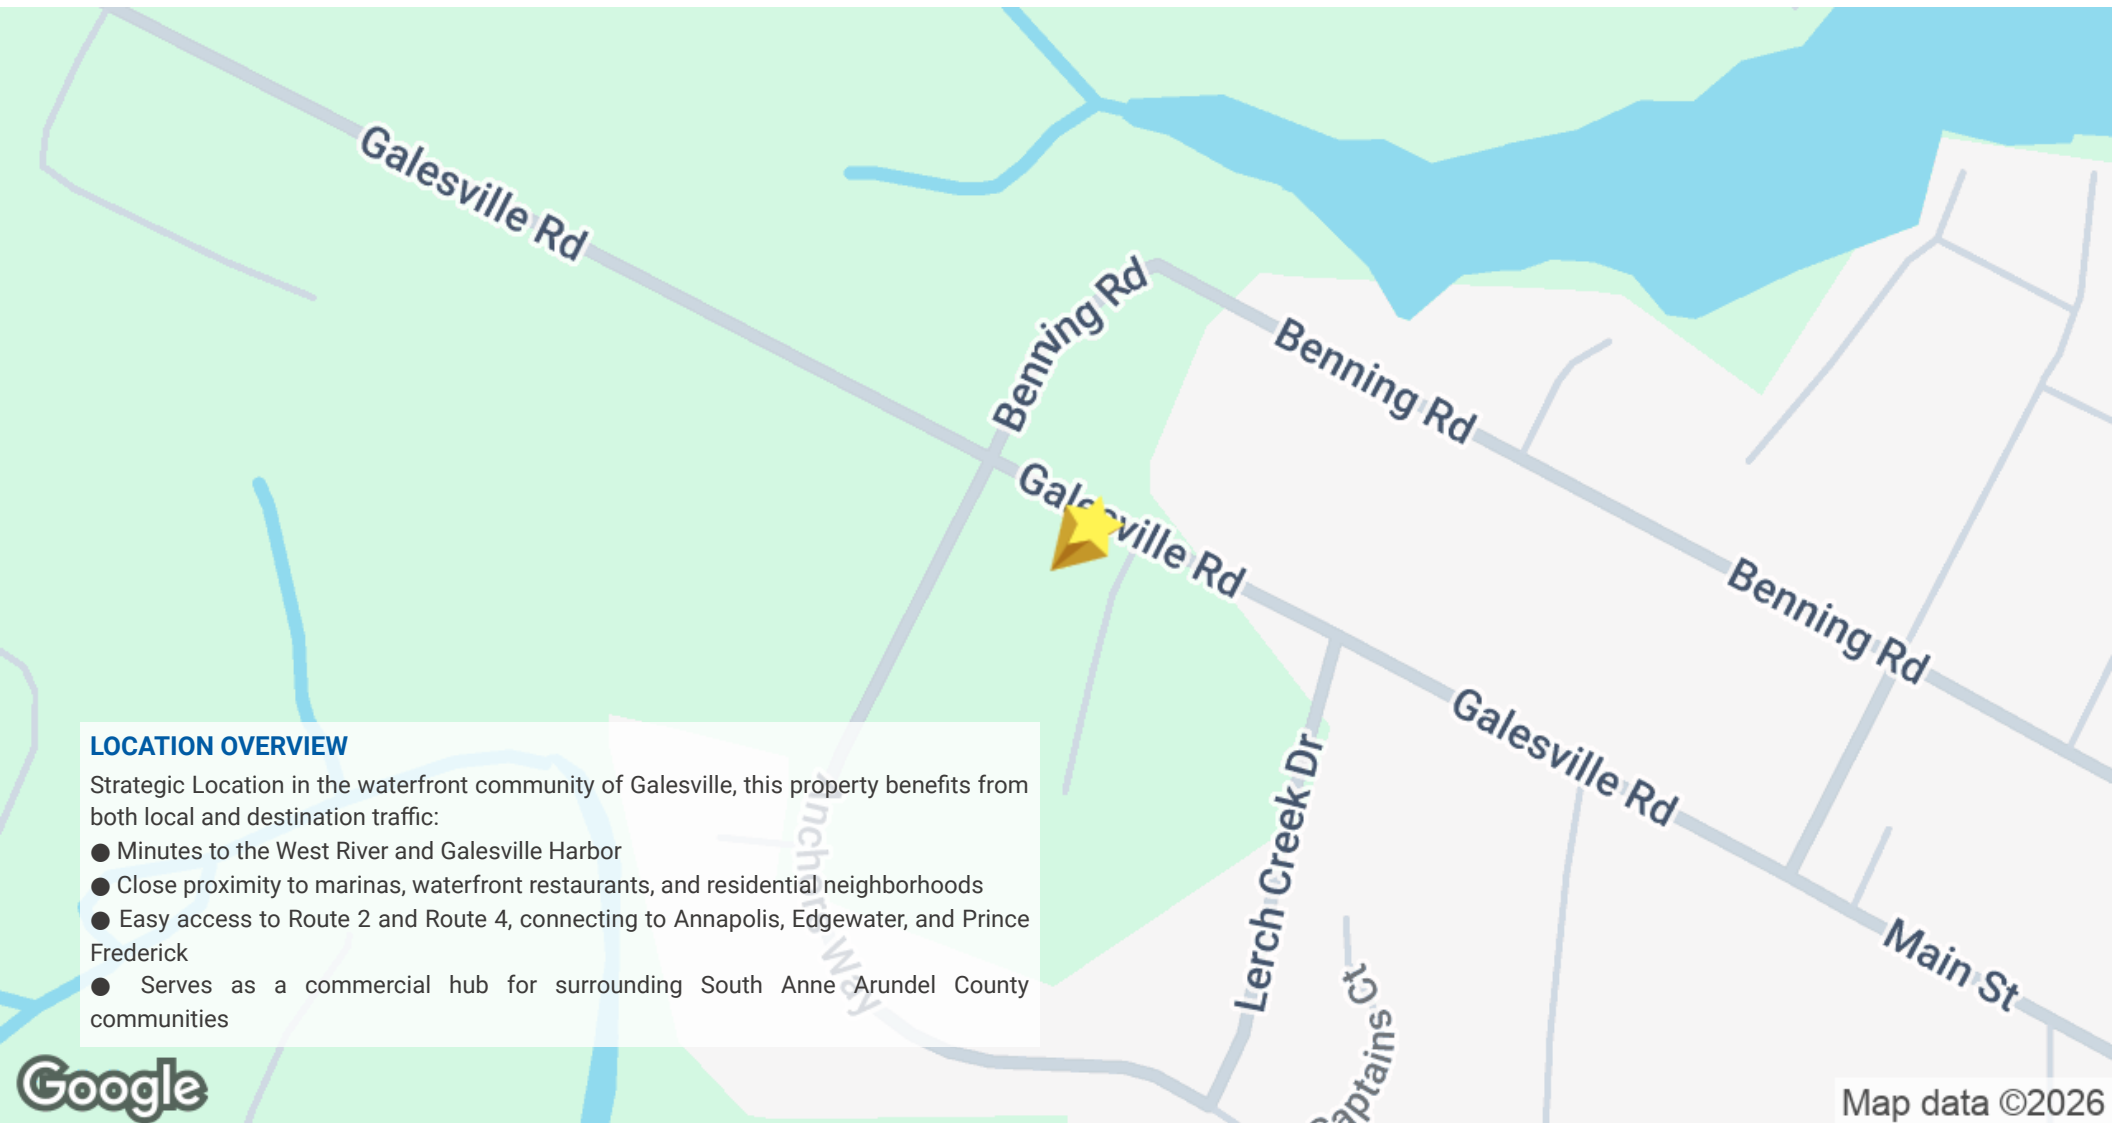 Galesville Rd
Benning Rd
Benning Rd
Galesville Rd
Benning Rd
Galesville Rd
Lerch Creek Dr
Main St
Captains Ct
Anchors Way
LOCATION OVERVIEW
Strategic Location in the waterfront community of Galesville, this property benefits from
both local and destination traffic:
● Minutes to the West River and Galesville Harbor
● Close proximity to marinas, waterfront restaurants, and residential neighborhoods
● Easy access to Route 2 and Route 4, connecting to Annapolis, Edgewater, and Prince
Frederick
● Serves as a commercial hub for surrounding South Anne Arundel County
communities
Google
Map data ©2026